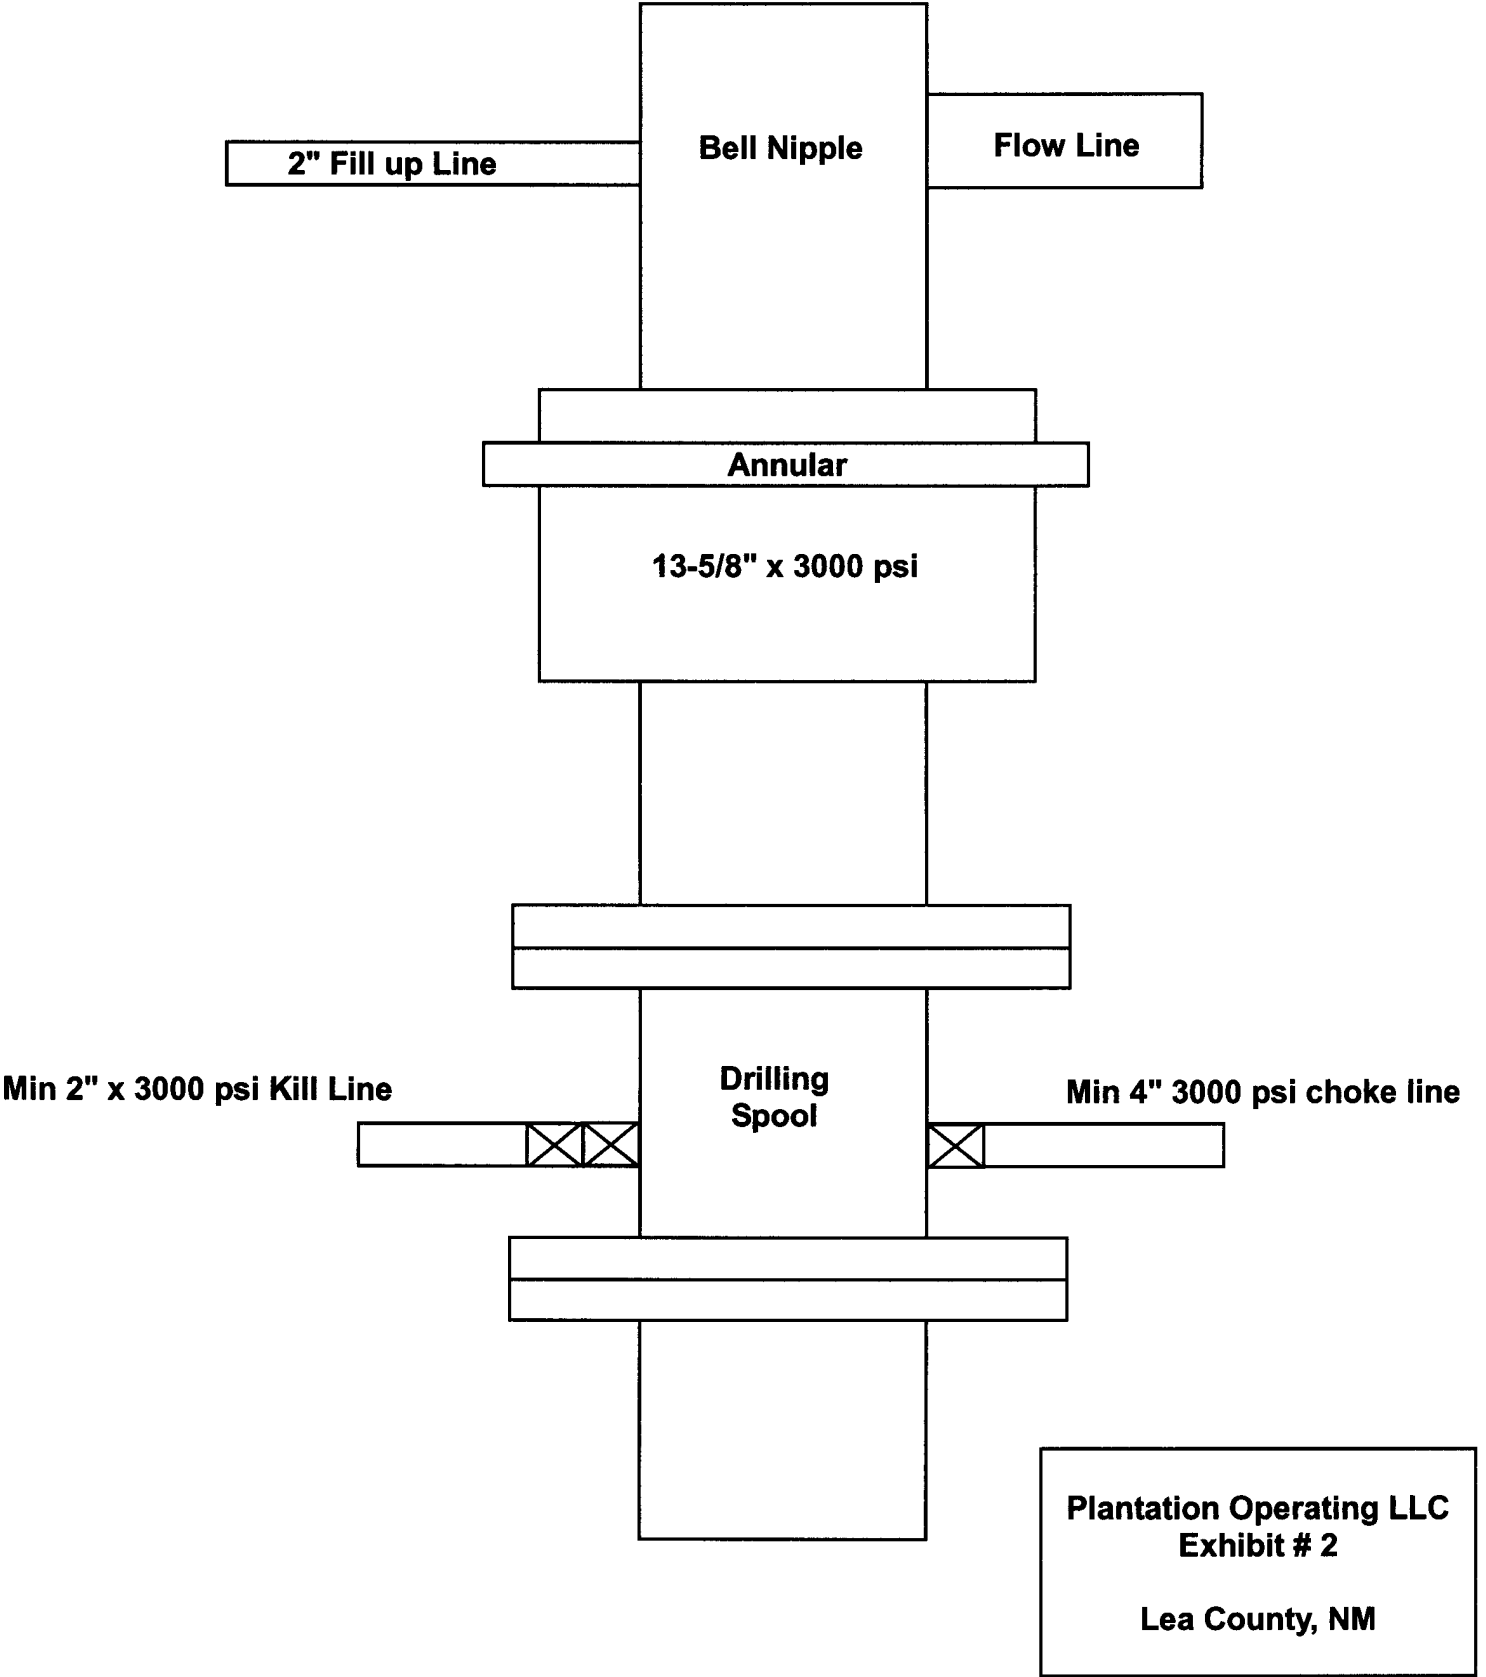 Bell Nipple
Flow Line
2" Fill up Line
Annular
13-5/8" x 3000 psi
Drilling
Spool
Min 2" x 3000 psi Kill Line
Min 4" 3000 psi choke line
Plantation Operating LLC
Exhibit # 2
Lea County, NM